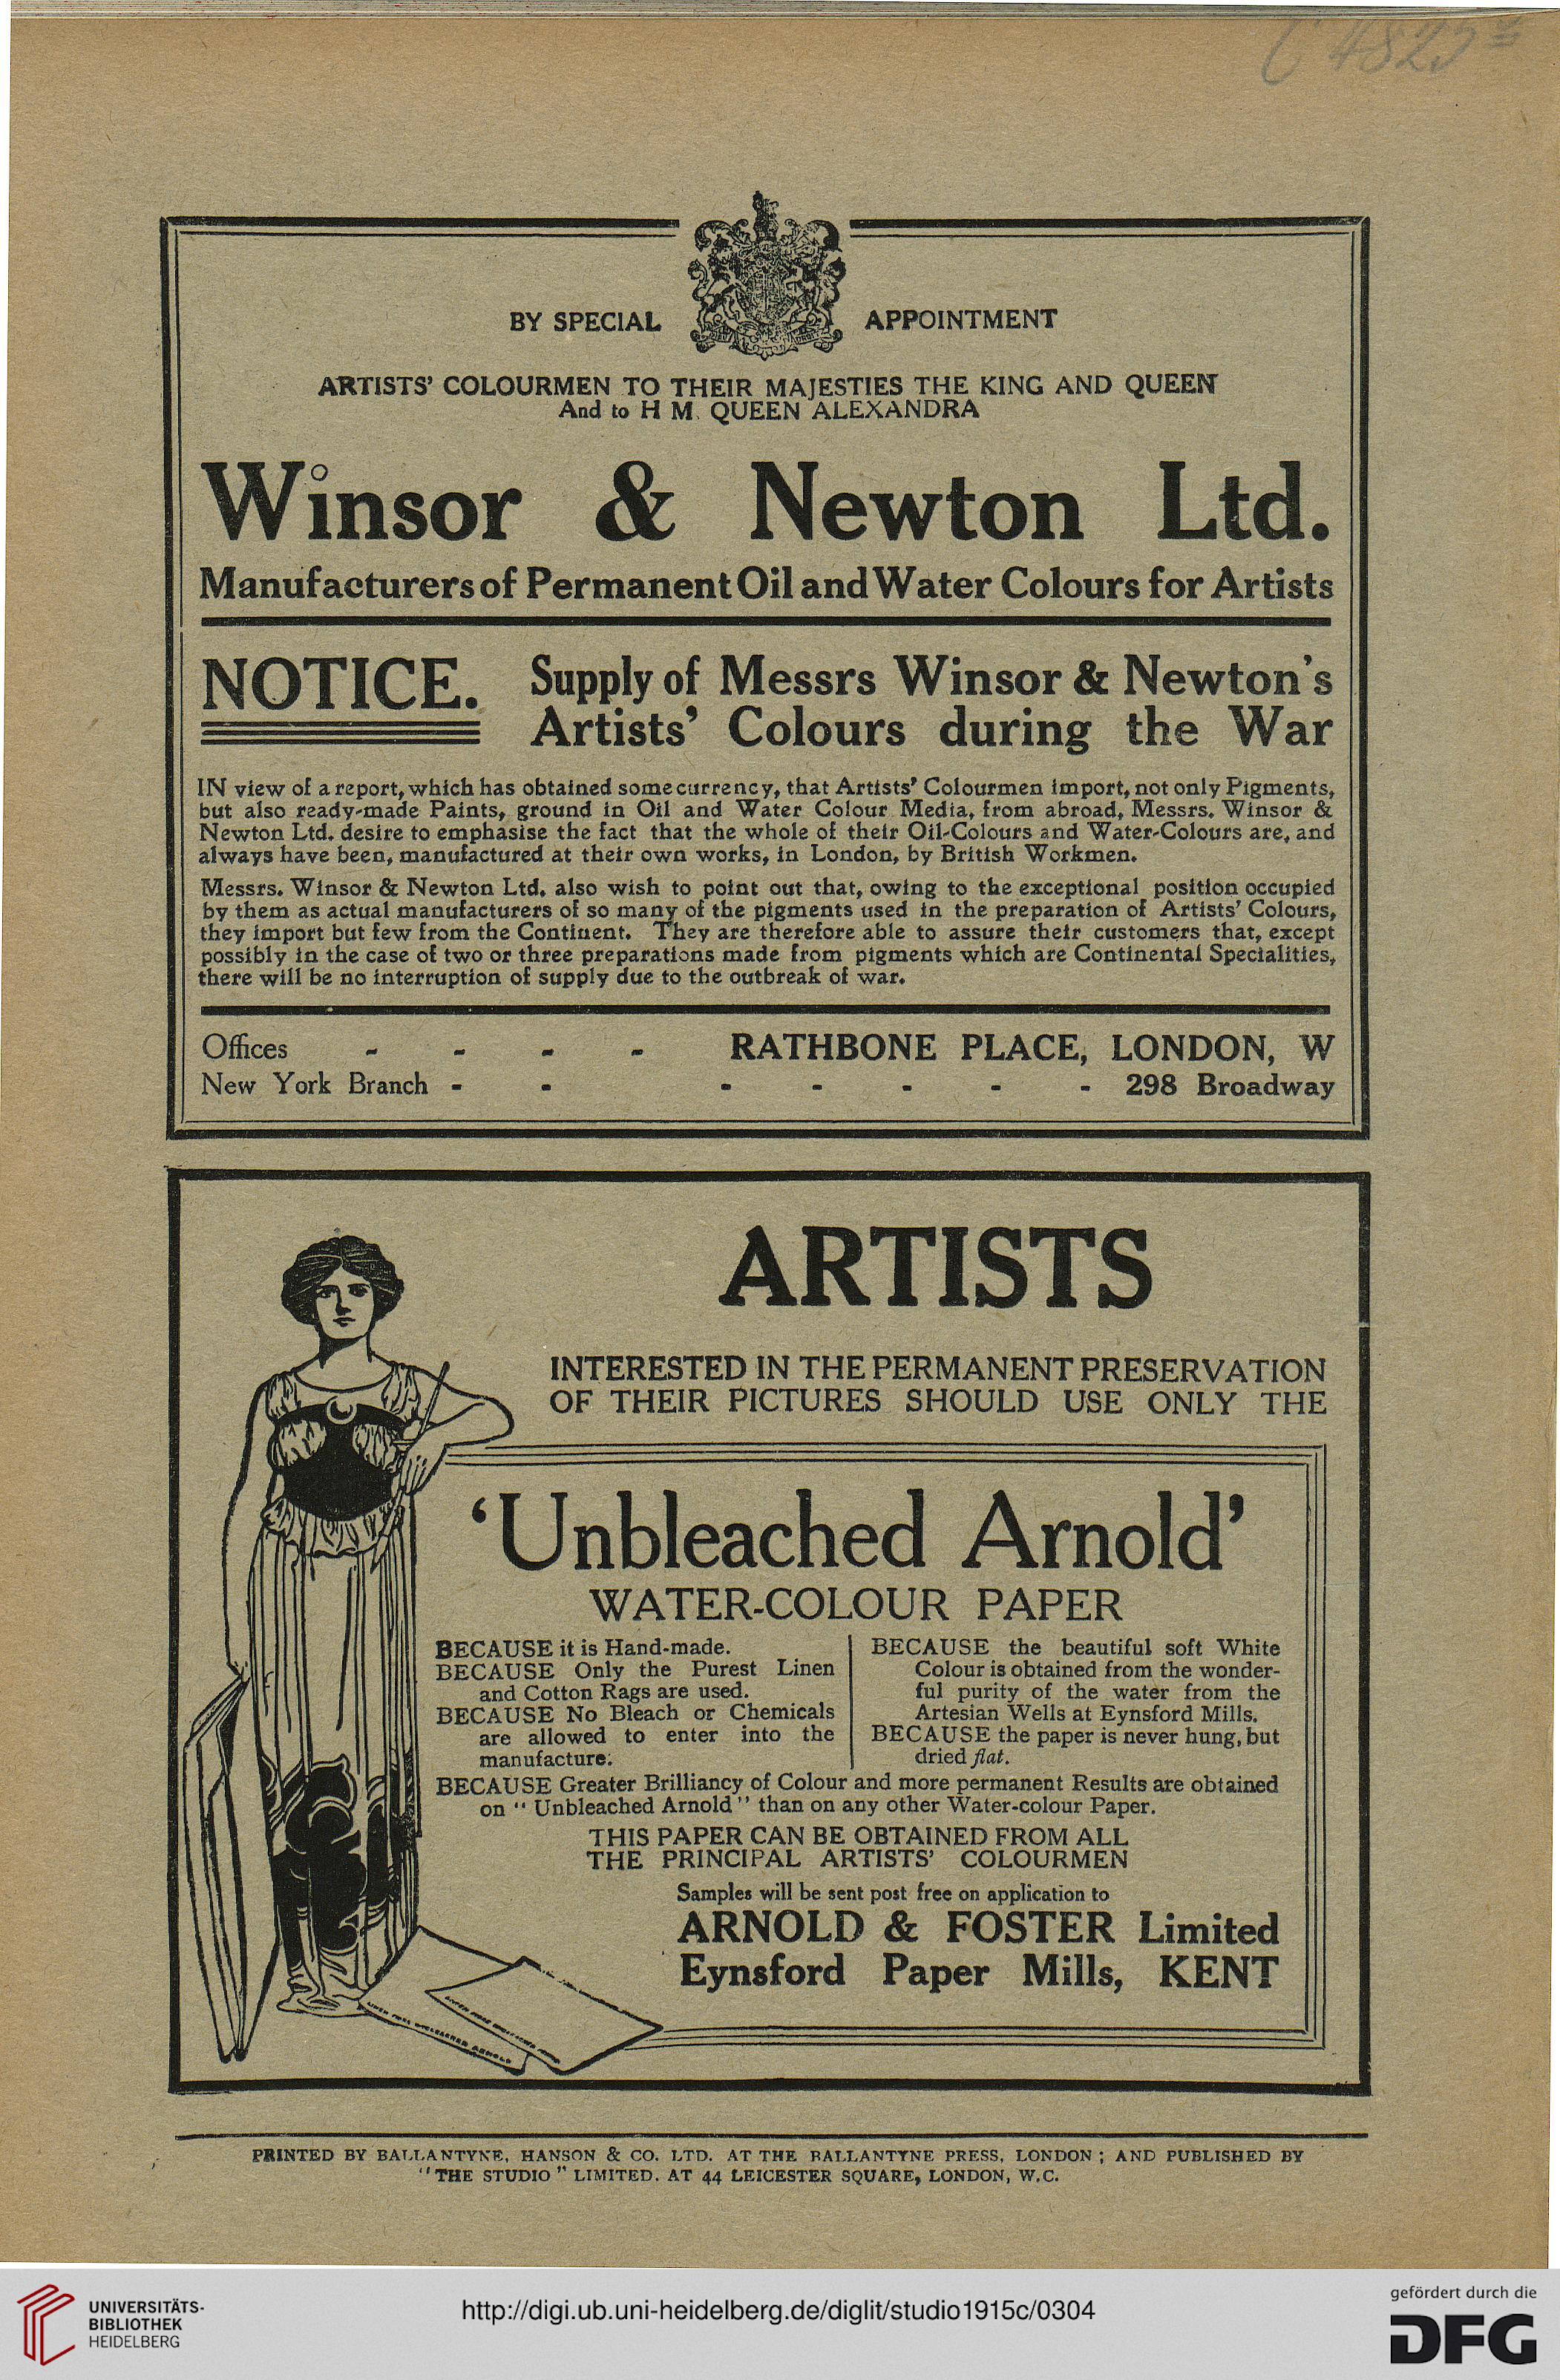 BY SPECIAL APPOINTMENT
ARTISTS' COLOURMEN TO THEIR MAJESTIES THE KING AND QUEEN
And to H M. QUEEN ALEXANDRA
Winsor & Newton Ltd.
Manufacturers of Permanent Oil and Water Colours for Artists
NOTICE. Supply of Messrs Winsor & Newton's
Artists' Colours during the War
IN view of a report, which has obtained some currency, that Artists' Colourmen import, not only Pigments,
but also ready-made Paints, ground in Oil and Water Colour Media, from abroad, Messrs. Winsor &
Newton Ltd. desire to emphasise the fact that the whole of their Oil-Colours and Water-Colours are, and
always have been, manufactured at their own works, in London, by British Workmen.
Messrs. Winsor & Newton Ltd. also wish to point out that, owing to the exceptional position occupied
by them as actual manufacturers of so many of the pigments used in the preparation of Artists' Colours,
they import but few from the Continent. They are therefore able to assure their customers that, except
possibly in the case of two or three preparations made from pigments which are Continental Specialities,
there will be no interruption of supply due to the outbreak of war.
Offices - - - - RATHBONE PLACE, LONDON, W
New York Branch - - - - - - - 298 Broadway
ARTISTS
INTERESTED IN THE PERMANENT PRESERVATION
OF THEIR PICTURES SHOULD USE ONLY THE
'Unbleached Arnold'
WATER-COLOUR PAPER
BECAUSE it is Hand-made.
BECAUSE Only the Purest Linen
and Cotton Rags are used.
BECAUSE No Bleach or Chemicals
are allowed to enter into the
manufacture.
BECAUSE the beautiful soft White
Colour is obtained from the wonder-
ful purity of the water from the
Artesian Wells at Eynsford Mills.
BECAUSE the paper is never hung, but
dried flat.
BECAUSE Greater Brilliancy of Colour and more permanent Results are obtained
on "Unbleached Arnold" than on any other Water-colour Paper.
THIS PAPER CAN BE OBTAINED FROM ALL
THE PRINCIPAL ARTISTS' COLOURMEN
Samples will be sent post free on application to
ARNOLD & FOSTER Limited
Eynsford Paper Mills, KENT
UNBLEACHED ARNOLD
PRINTED BY BALLANTYNE, HANSON & CO. LTD. AT THE BALLANTYNE PRESS, LONDON; AND PUBLISHED BY
"THE STUDIO" LIMITED. AT 44 LEICESTER SQUARE, LONDON, W.C.
UNIVERSITÄTS-
BIBLIOTHEK
HEIDELBERG
http://digi.ub.uni-heidelberg.de/diglit/studio1915c/0304
gefördert durch die
DFG